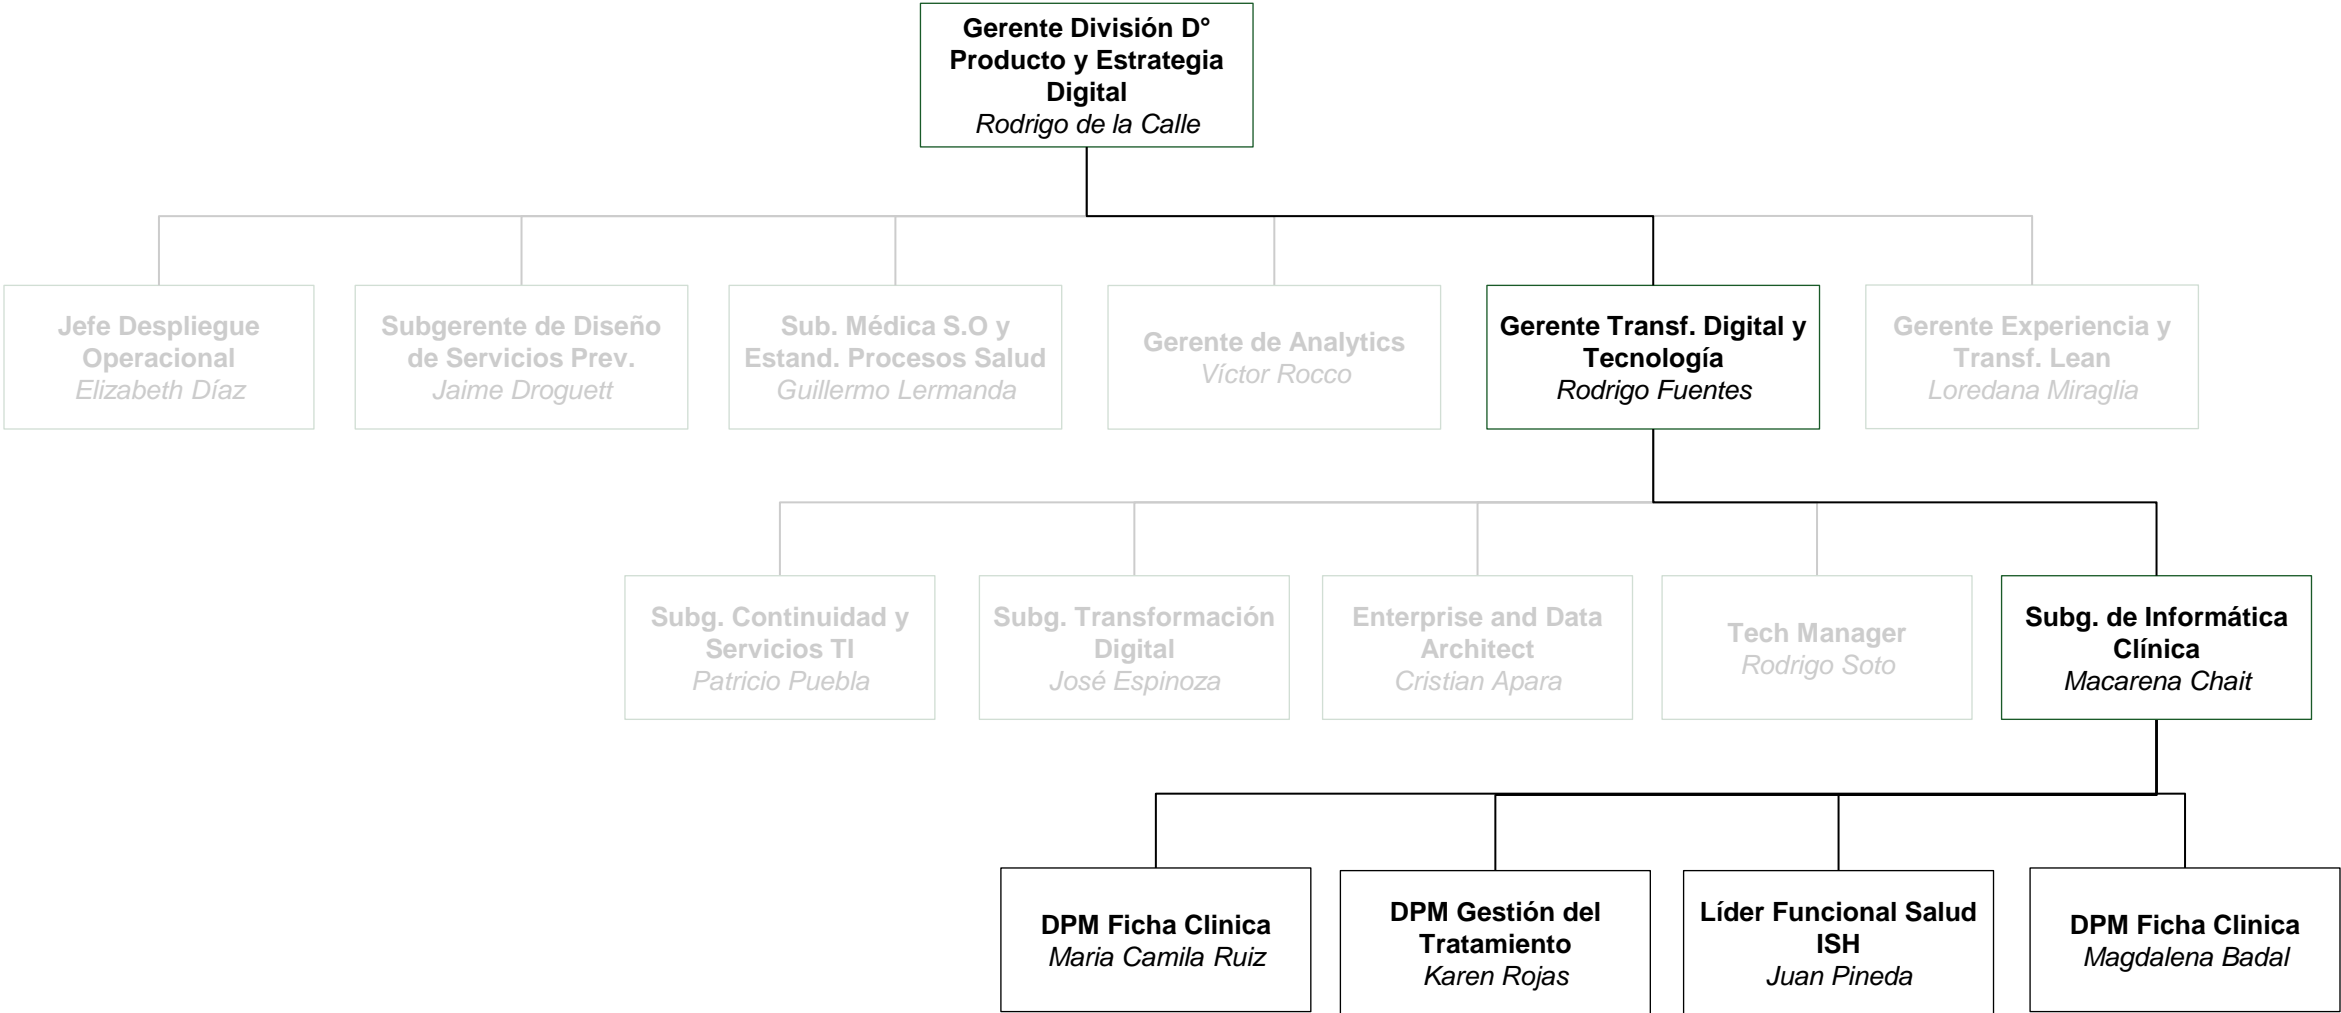 Gerente División D°
Producto y Estrategia
Digital
Rodrigo de la Calle
Jefe Despliegue
Operacional
Elizabeth Díaz
Subgerente de Diseño
de Servicios Prev.
Jaime Droguett
Sub. Médica S.O y
Estand. Procesos Salud
Guillermo Lermanda
Gerente de Analytics
Víctor Rocco
Gerente Transf. Digital y
Tecnología
Rodrigo Fuentes
Gerente Experiencia y
Transf. Lean
Loredana Miraglia
Subg. Continuidad y
Servicios TI
Patricio Puebla
Subg. Transformación
Digital
José Espinoza
Enterprise and Data
Architect
Cristian Apara
Tech Manager
Rodrigo Soto
Subg. de Informática
Clínica
Macarena Chait
DPM Ficha Clinica
Maria Camila Ruiz
DPM Gestión del
Tratamiento
Karen Rojas
Líder Funcional Salud
ISH
Juan Pineda
DPM Ficha Clinica
Magdalena Badal